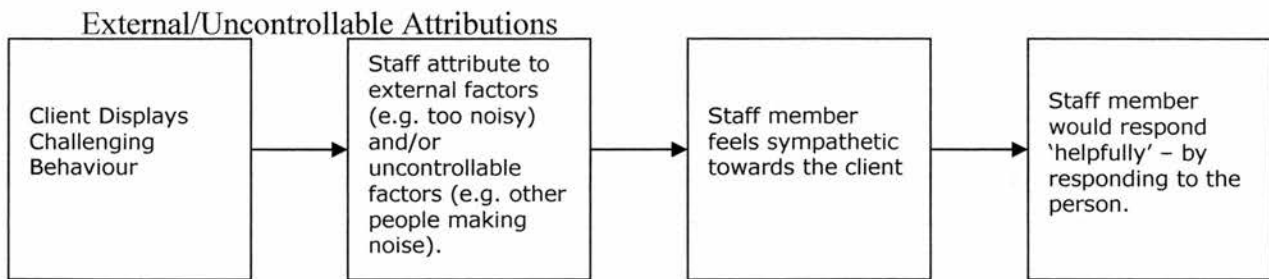 External/Uncontrollable Attributions
Client Displays
Challenging
Behaviour
Staff attribute to
external factors
(e.g. too noisy)
and/or
uncontrollable
factors (e.g. other
people making
noise).
Staff member
feels sympathetic
towards the client
Staff member
would respond
‘helpfully’ – by
responding to the
person.